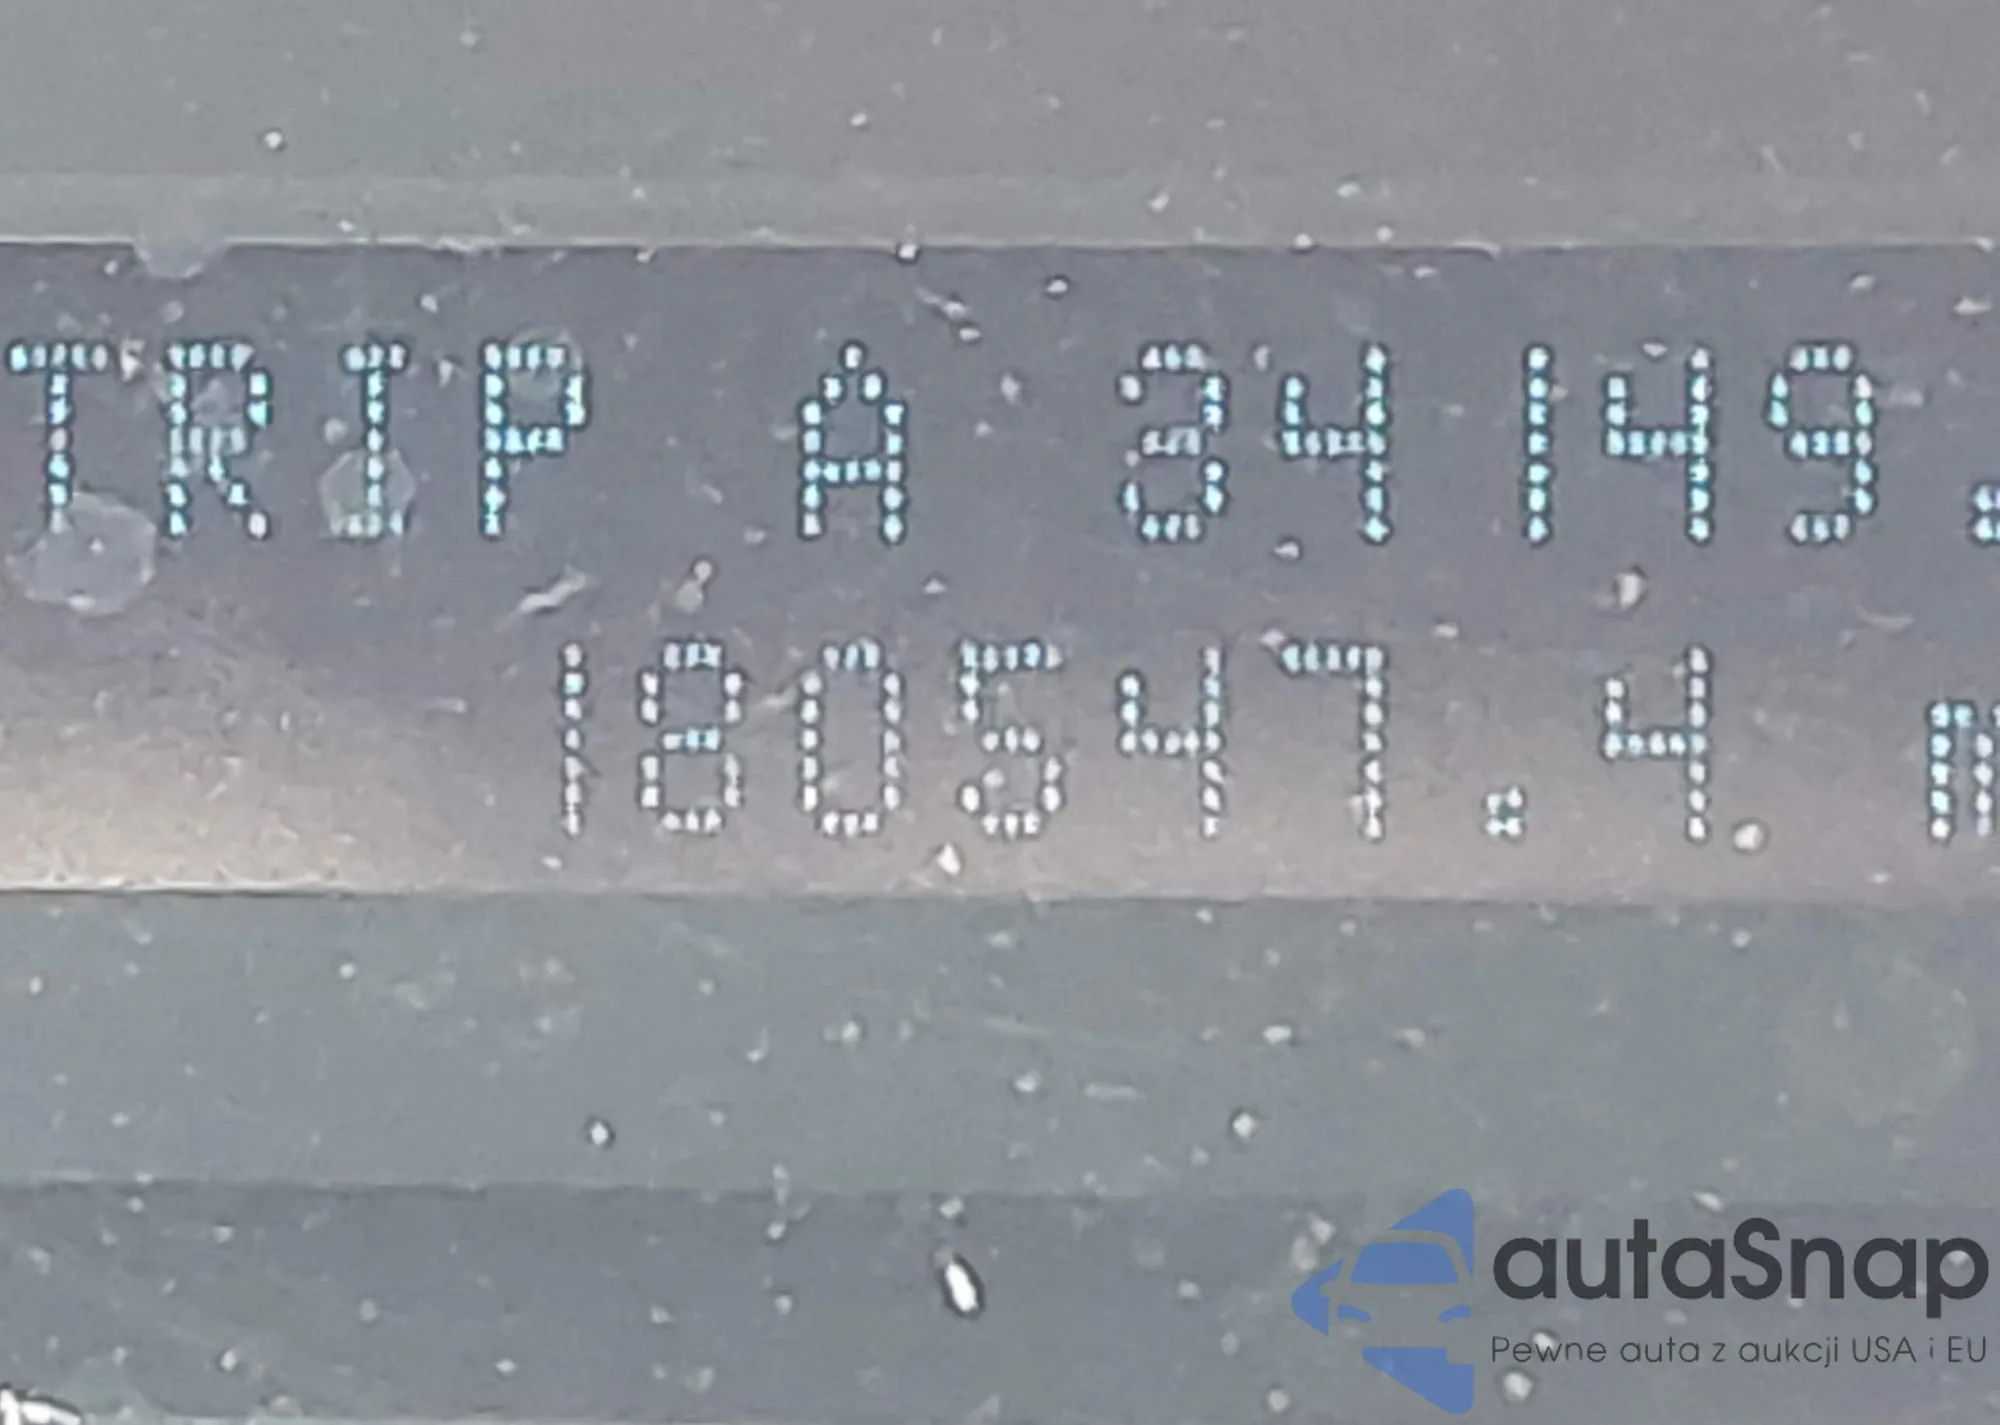 TRIP A 34149.
180547.4 m
autaSnap
Pewne auta z aukcji USA i EU